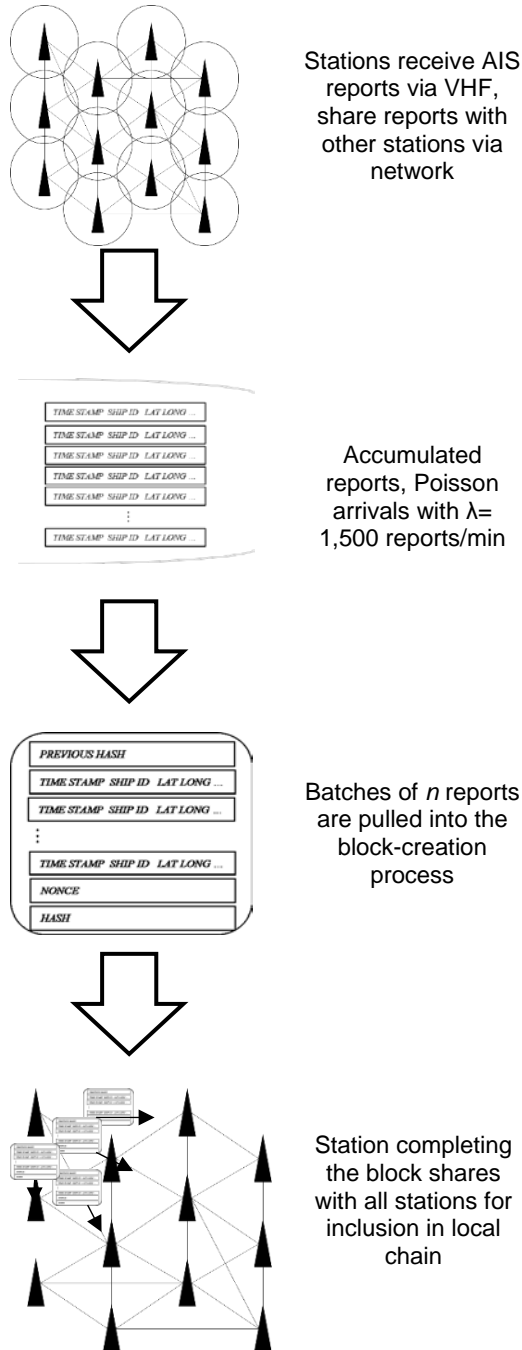 Stations receive AIS
reports via VHF,
share reports with
other stations via
network
TIME STAMP SHIP ID LAT LONG ...
TIME STAMP SHIP ID LAT LONG ...
TIME STAMP SHIP ID LAT LONG ...
TIME STAMP SHIP ID LAT LONG ...
TIME STAMP SHIP ID LAT LONG ...
⋮
TIME STAMP SHIP ID LAT LONG ...
Accumulated
reports, Poisson
arrivals with λ=
1,500 reports/min
PREVIOUS HASH
TIME STAMP SHIP ID LAT LONG ...
TIME STAMP SHIP ID LAT LONG ...
⋮
TIME STAMP SHIP ID LAT LONG ...
NONCE
HASH
Batches of n reports
are pulled into the
block-creation
process
Station completing
the block shares
with all stations for
inclusion in local
chain